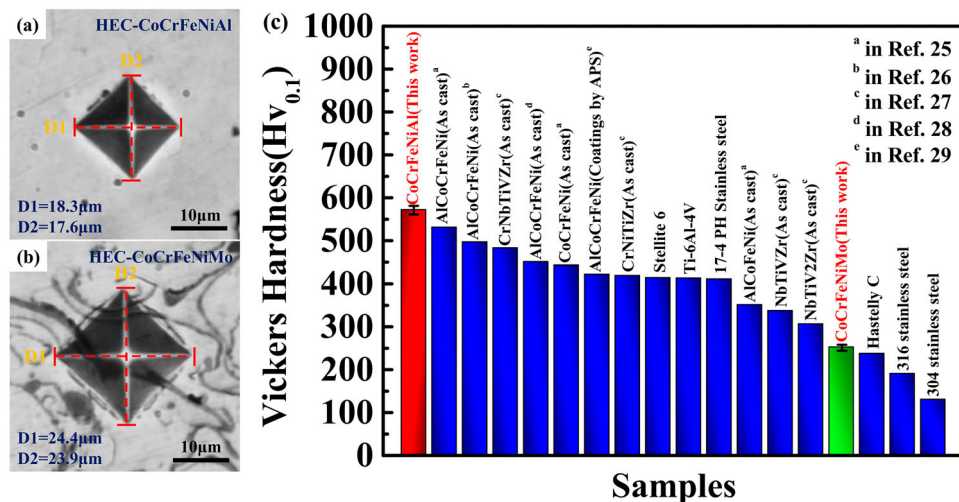 (a)
HEC-CoCrFeNiAl
D2
D1
D1=18.3μm
D2=17.6μm
10μm
(b)
HEC-CoCrFeNiMo
D2
D1
D1=24.4μm
D2=23.9μm
10μm
(c)
Vickers Hardness(Hv0.1)
1000
900
800
700
600
500
400
300
200
100
0
CoCrFeNiAl(This work)
AlCoCrFeNi(As cast)a
AlCoCrFeNi(As cast)b
CrNbTiVZr(As cast)c
AlCoCrFeNi(As cast)d
CoCrFeNi(As cast)a
AlCoCrFeNi(Coatings by APS)e
CrNiTiZr(As cast)c
Stellite 6
Ti-6Al-4V
17-4 PH Stainless steel
AlCoFeNi(As cast)a
NbTiVZr(As cast)c
NbTiV2Zr(As cast)c
CoCrFeNiMo(This work)
Hastelly C
316 stainless steel
304 stainless steel
a in Ref. 25
b in Ref. 26
c in Ref. 27
d in Ref. 28
e in Ref. 29
Samples